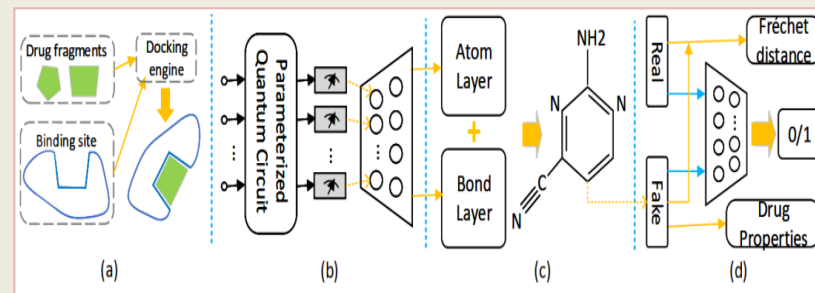 Drug fragments
Docking
engine
Binding site
(a)
Parameterized
Quantum Circuit
...
...
...
(b)
Atom
Layer
+
Bond
Layer
NH2
N
N
C
N
(c)
Real
Fake
Fréchet
distance
...
0/1
Drug
Properties
(d)